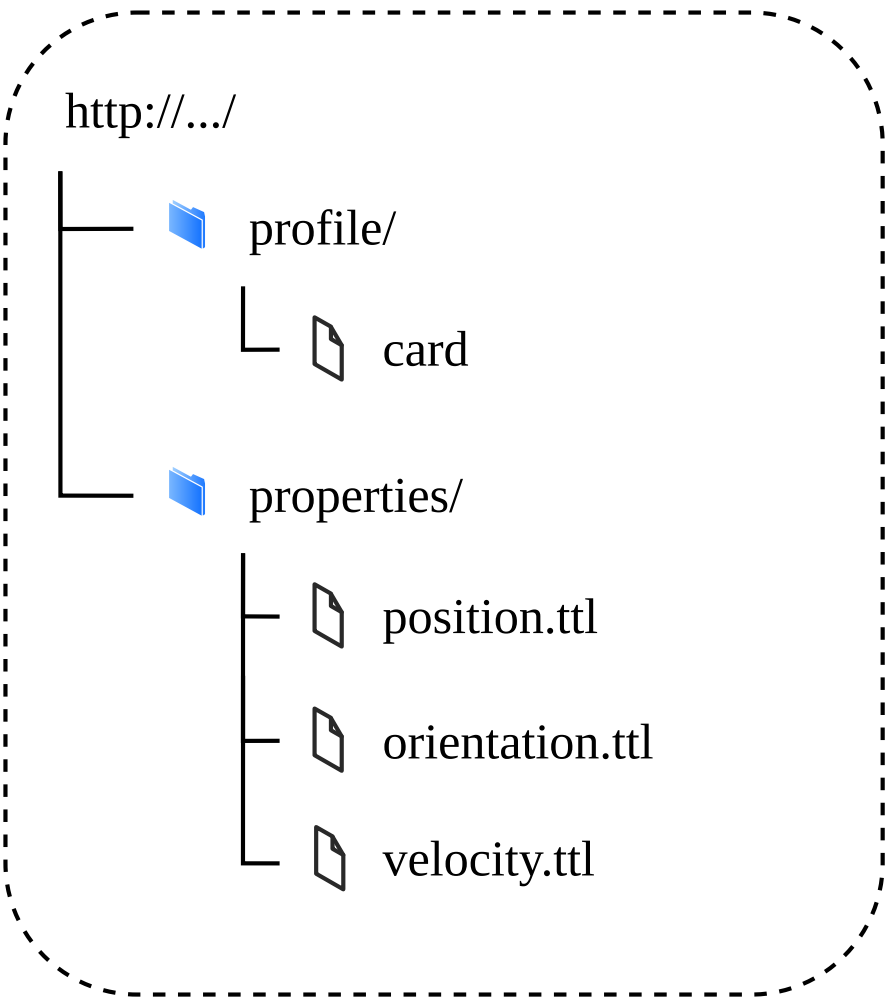 http://.../
profile/
card
properties/
position.ttl
orientation.ttl
velocity.ttl